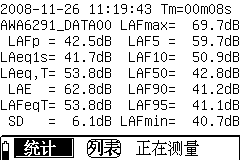 2008-11-26 11:19:43 Tm=00m08s
AWA6291_DATA00 LAFmax= 69.7dB
LAFp = 42.5dB LAF5 = 59.7dB
LAeq1s= 41.7dB LAF10= 50.9dB
LAeq,T= 53.8dB LAF50= 42.8dB
LAE = 62.8dB LAF90= 41.2dB
LAFeqT= 53.8dB LAF95= 41.1dB
SD = 6.1dB LAFmin= 40.7dB
统计 列表 正在测量